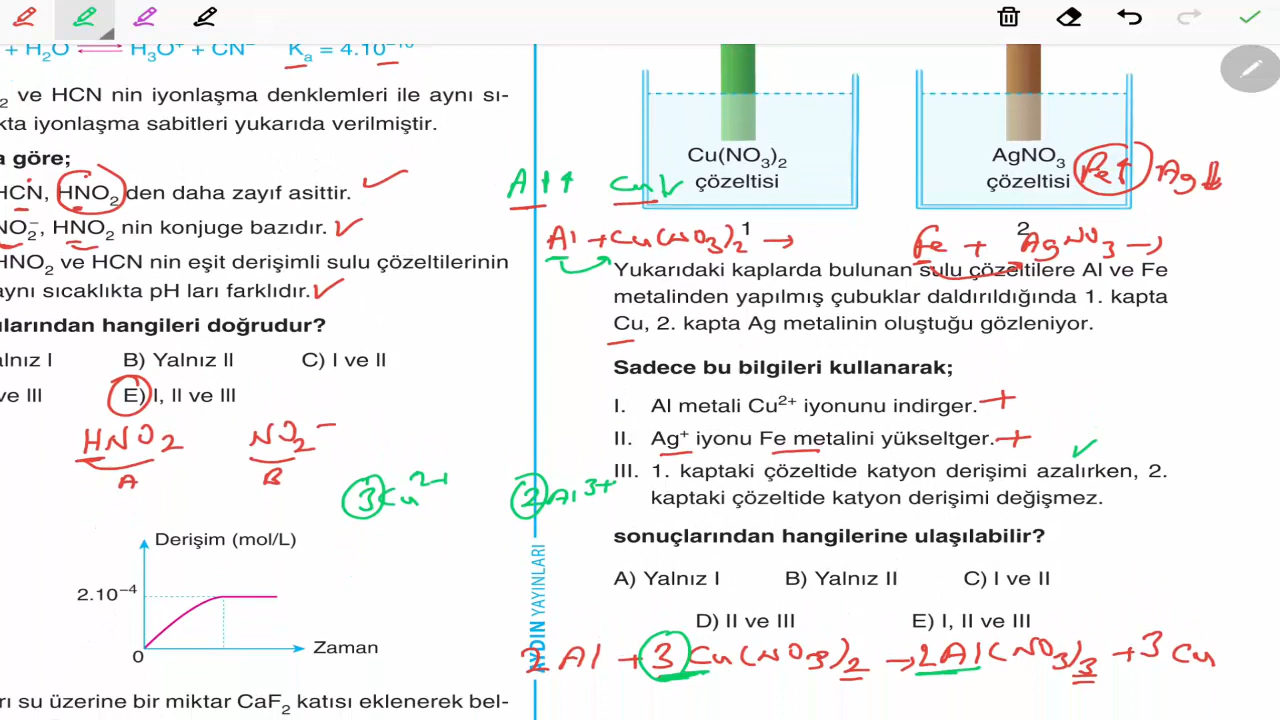 + H₂O ⇌ H₃O⁺ + CN⁻ Kₐ = 4.10⁻¹⁰
₂ ve HCN nin iyonlaşma denklemleri ile aynı sı-
kta iyonlaşma sabitleri yukarıda verilmiştir.
a göre;
HCN, HNO₂ den daha zayıf asittir.
NO₂⁻, HNO₂ nin konjuge bazıdır.
HNO₂ ve HCN nin eşit derişimli sulu çözeltilerinin
aynı sıcaklıkta pH ları farklıdır.
ularından hangileri doğrudur?
alnız I B) Yalnız II C) I ve II
ve III E) I, II ve III
HNO₂ NO₂⁻
A B
3Cu²⁺ 2Al³⁺
Derişim (mol/L)
2.10⁻⁴
0
Zaman
rı su üzerine bir miktar CaF₂ katısı eklenerek bel-
AYDIN YAYINLARI
Cu(NO₃)₂
çözeltisi
1
AgNO₃
çözeltisi
2
Al↑↑ Cu↓
Fe↑ Ag↓
Al + Cu(NO₃)₂ →
Fe + AgNO₃ →
Yukarıdaki kaplarda bulunan sulu çözeltilere Al ve Fe
metalinden yapılmış çubuklar daldırıldığında 1. kapta
Cu, 2. kapta Ag metalinin oluştuğu gözleniyor.
Sadece bu bilgileri kullanarak;
I. Al metali Cu²⁺ iyonunu indirger. +
II. Ag⁺ iyonu Fe metalini yükseltger. +
III. 1. kaptaki çözeltide katyon derişimi azalırken, 2.
kaptaki çözeltide katyon derişimi değişmez.
sonuçlarından hangilerine ulaşılabilir?
A) Yalnız I B) Yalnız II C) I ve II
D) II ve III E) I, II ve III
2Al + 3Cu(NO₃)₂ → 2Al(NO₃)₃ + 3Cu